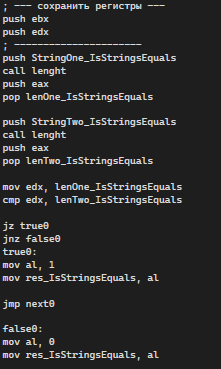 ; --- сохранить регистры ---
push ebx
push edx
; -----------------------
push StringOne_IsStringsEquals
call lenght
push eax
pop lenOne_IsStringsEquals
push StringTwo_IsStringsEquals
call lenght
push eax
pop lenTwo_IsStringsEquals
mov edx, lenOne_IsStringsEquals
cmp edx, lenTwo_IsStringsEquals
jz true0
jnz false0
true0:
mov al, 1
mov res_IsStringsEquals, al
jmp next0
false0:
mov al, 0
mov res_IsStringsEquals, al